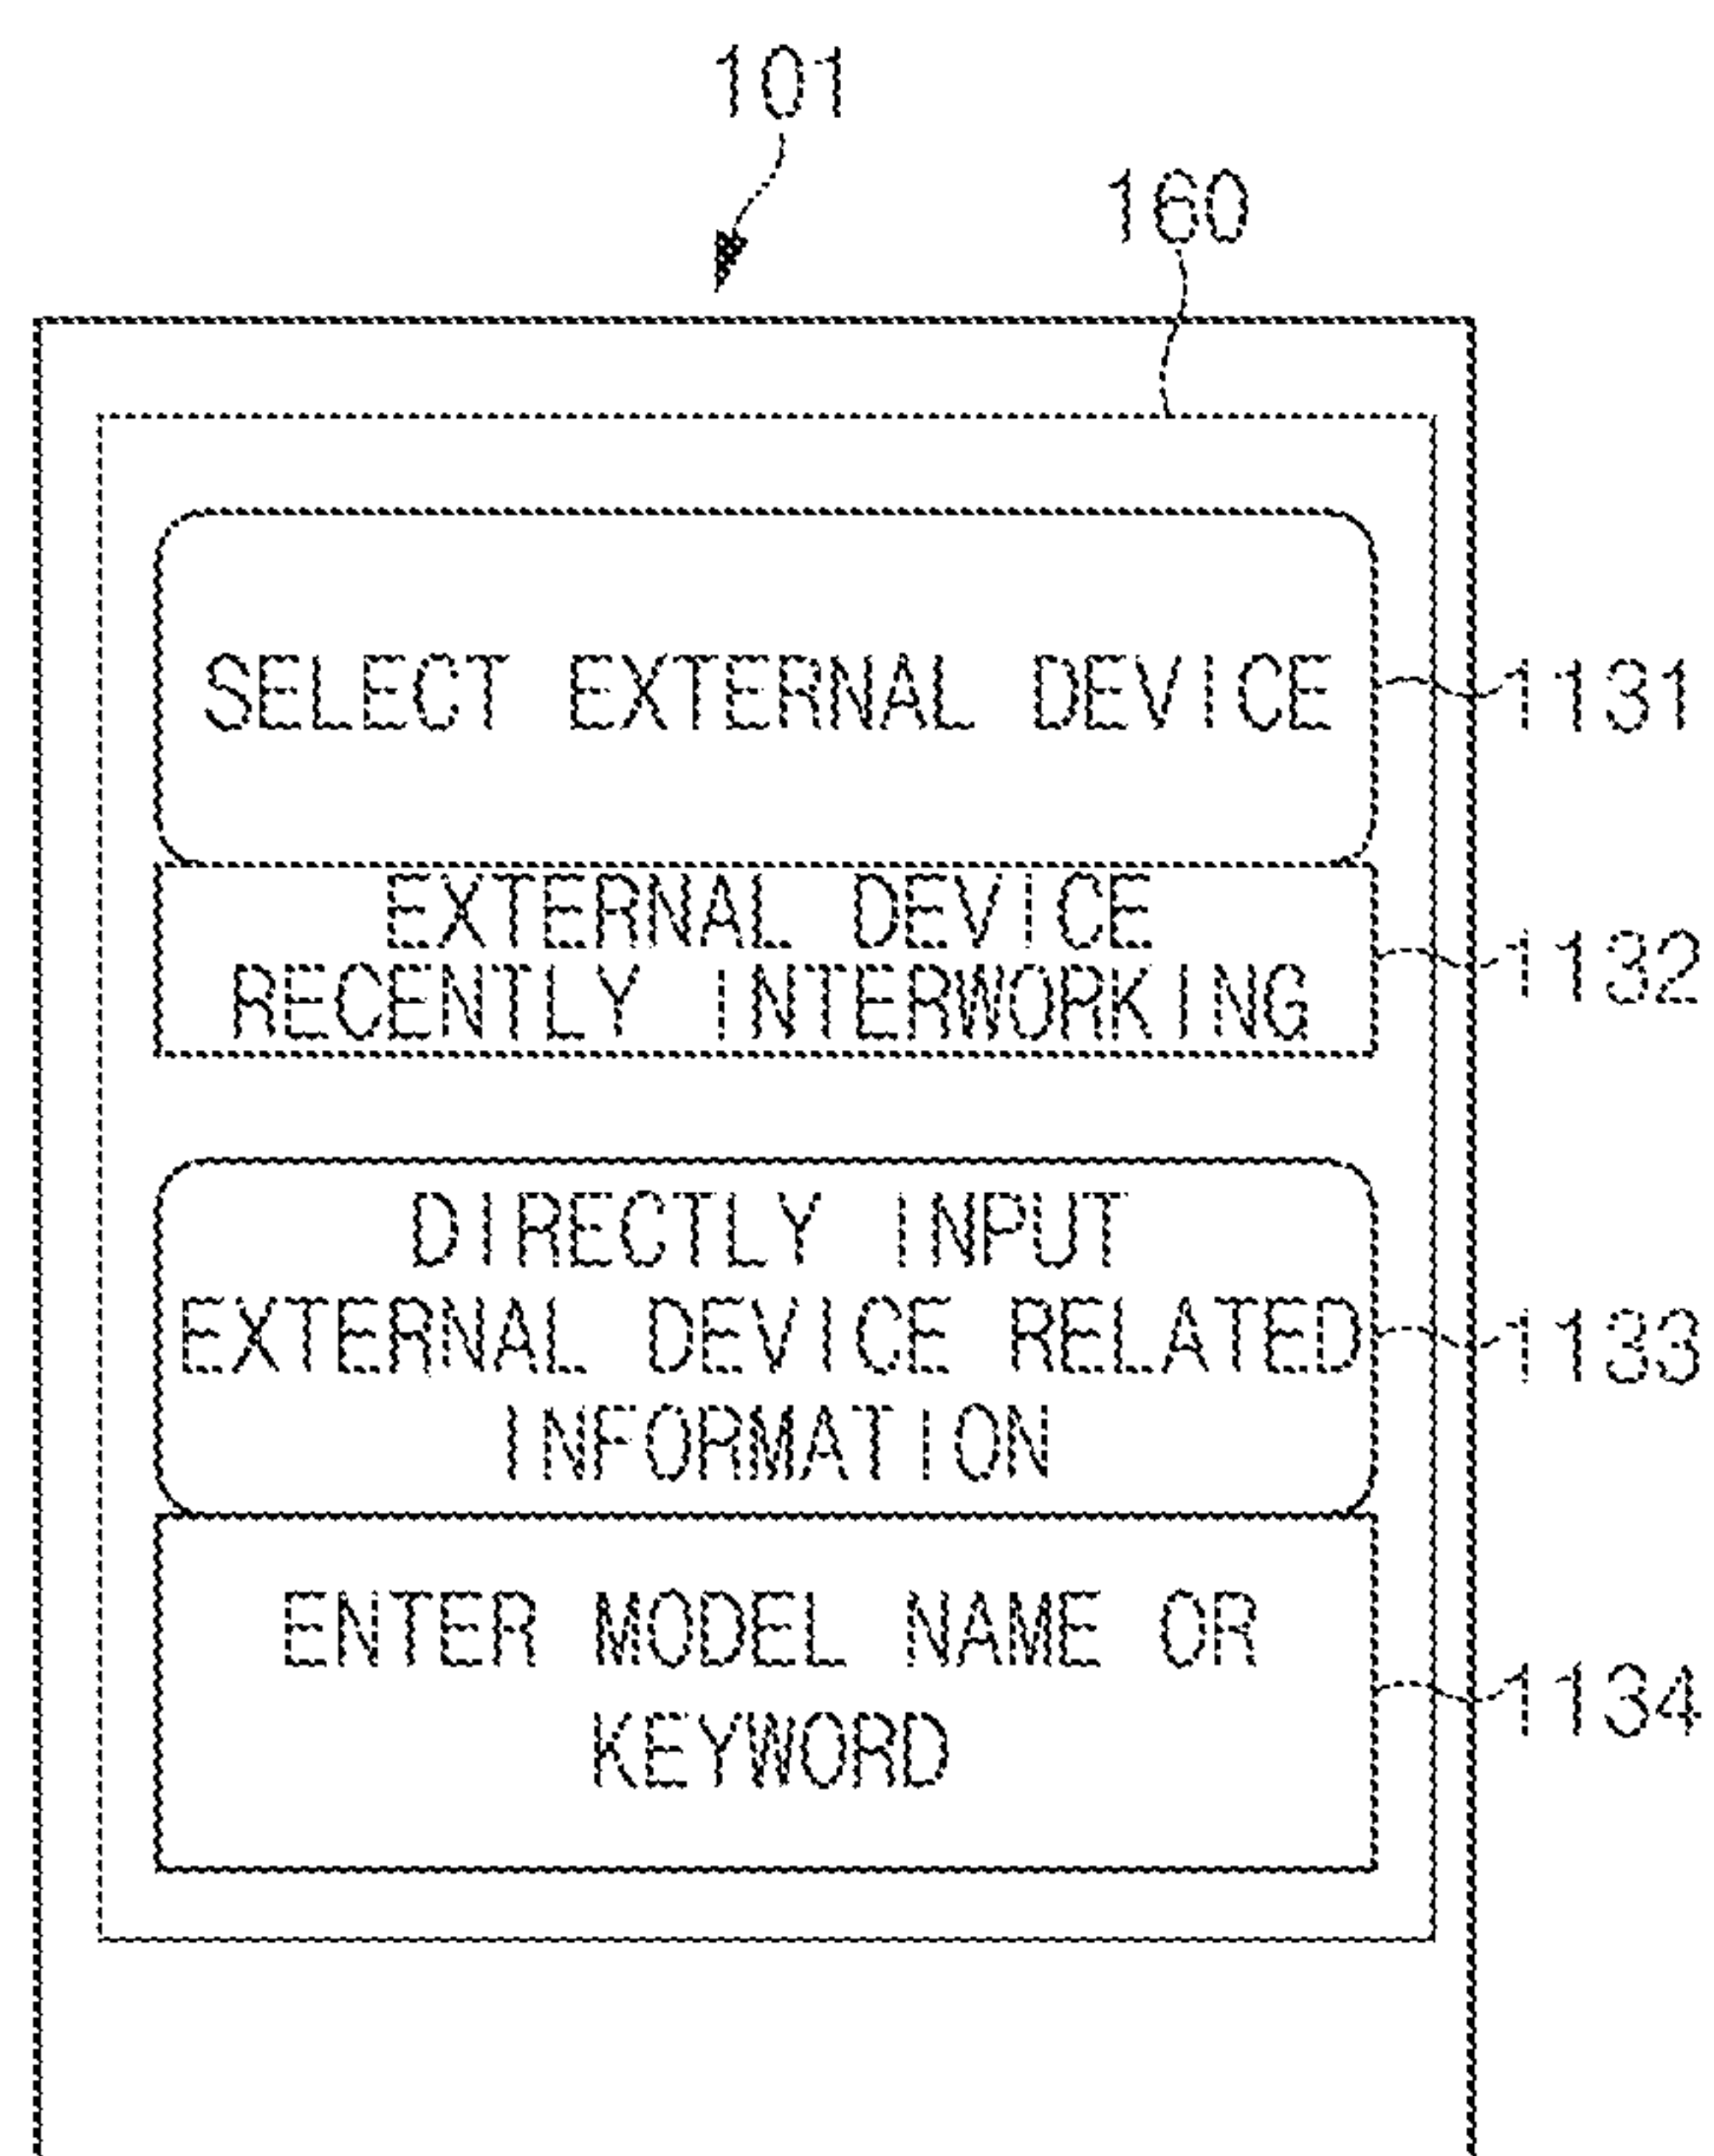 101
160
SELECT EXTERNAL DEVICE
1131
EXTERNAL DEVICE
RECENTLY INTERWORKING
1132
DIRECTLY INPUT
EXTERNAL DEVICE RELATED
INFORMATION
1133
ENTER MODEL NAME OR
KEYWORD
1134